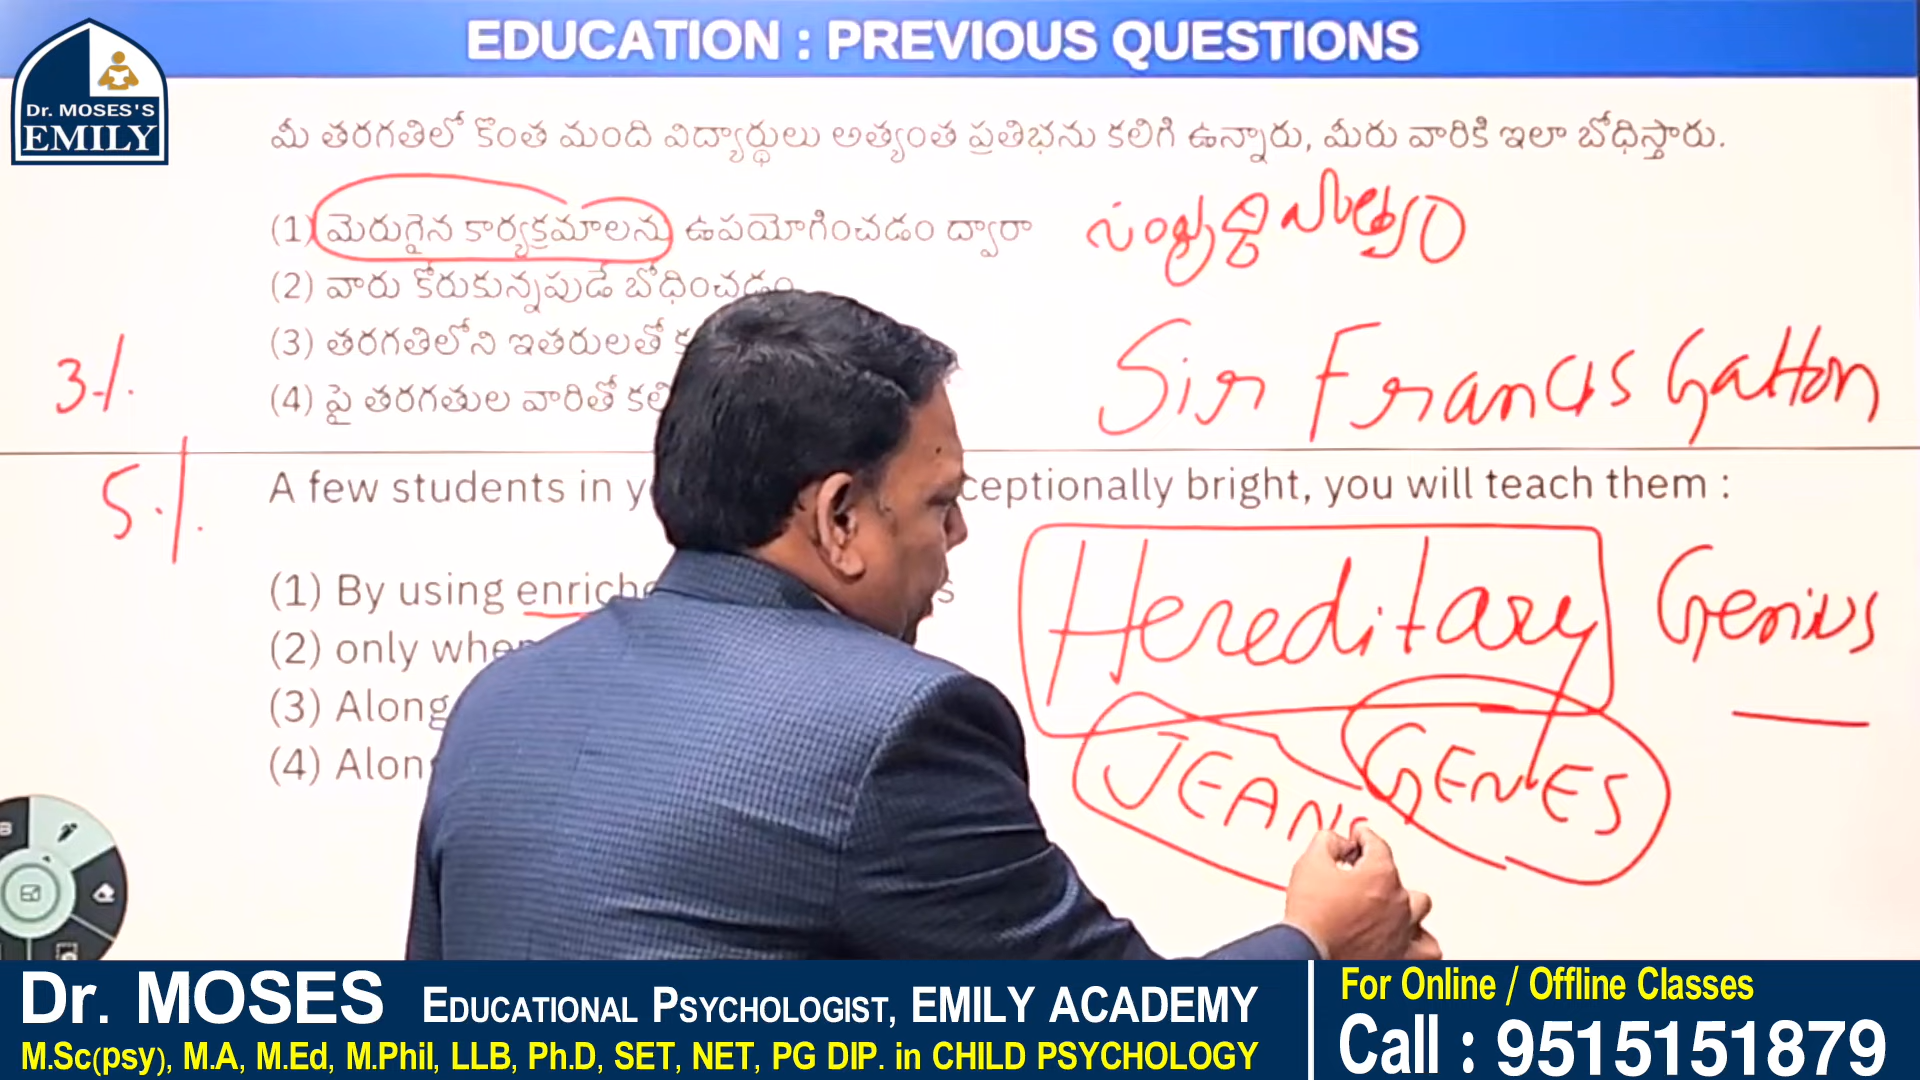 EDUCATION : PREVIOUS QUESTIONS
Dr. MOSES'S
EMILY
మీ తరగతిలో కొంత మంది విద్యార్థులు అత్యంత ప్రతిభను కలిగి ఉన్నారు, మీరు వారికి ఇలా బోధిస్తారు.
(1) మెరుగైన కార్యక్రమాలను ఉపయోగించడం ద్వారా
(2) వారు కోరుకున్నపుడే బోధించడం
(3) తరగతిలోని ఇతరులతో
(4) పై తరగతుల వారితో
3%
Sir Francis Galton
5%
A few students in ceptionally bright, you will teach them :
(1) By using
(2) only
(3) Along
(4)
Hereditary Genius
JEANS GENES
Dr. MOSES EDUCATIONAL PSYCHOLOGIST, EMILY ACADEMY
M.Sc(psy), M.A, M.Ed, M.Phil, LLB, Ph.D, SET, NET, PG DIP. in CHILD PSYCHOLOGY
For Online / Offline Classes
Call : 9515151879